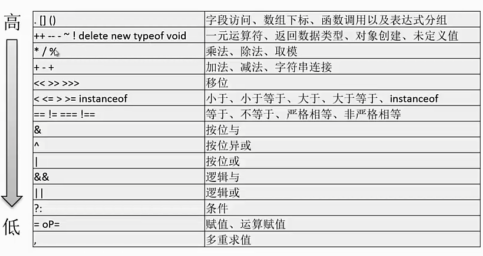 高
. [] () 字段访问、数组下标、函数调用以及表达式分组
++ -- - ~ ! delete new typeof void 一元运算符、返回数据类型、对象创建、未定义值
* / % 乘法、除法、取模
+ - + 加法、减法、字符串连接
<< >> >>> 移位
< <= > >= instanceof 小于、小于等于、大于、大于等于、instanceof
== != === !== 等于、不等于、严格相等、非严格相等
& 按位与
^ 按位异或
| 按位或
&& 逻辑与
|| 逻辑或
?: 条件
= oP= 赋值、运算赋值
, 多重求值
低